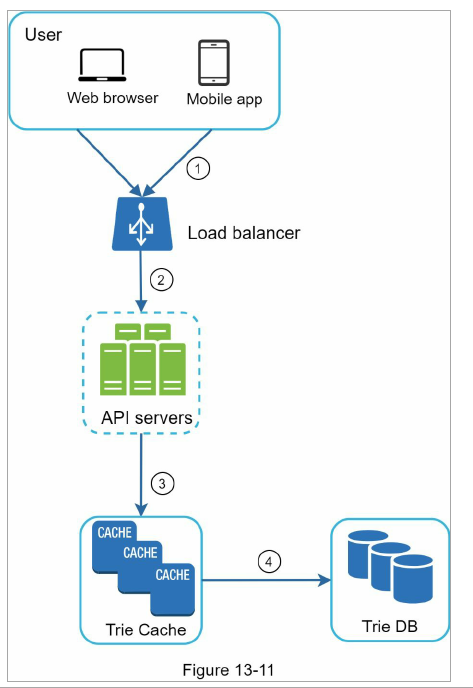 User
Web browser
Mobile app
1
Load balancer
2
API servers
3
CACHE
CACHE
CACHE
4
Trie Cache
Trie DB
Figure 13-11